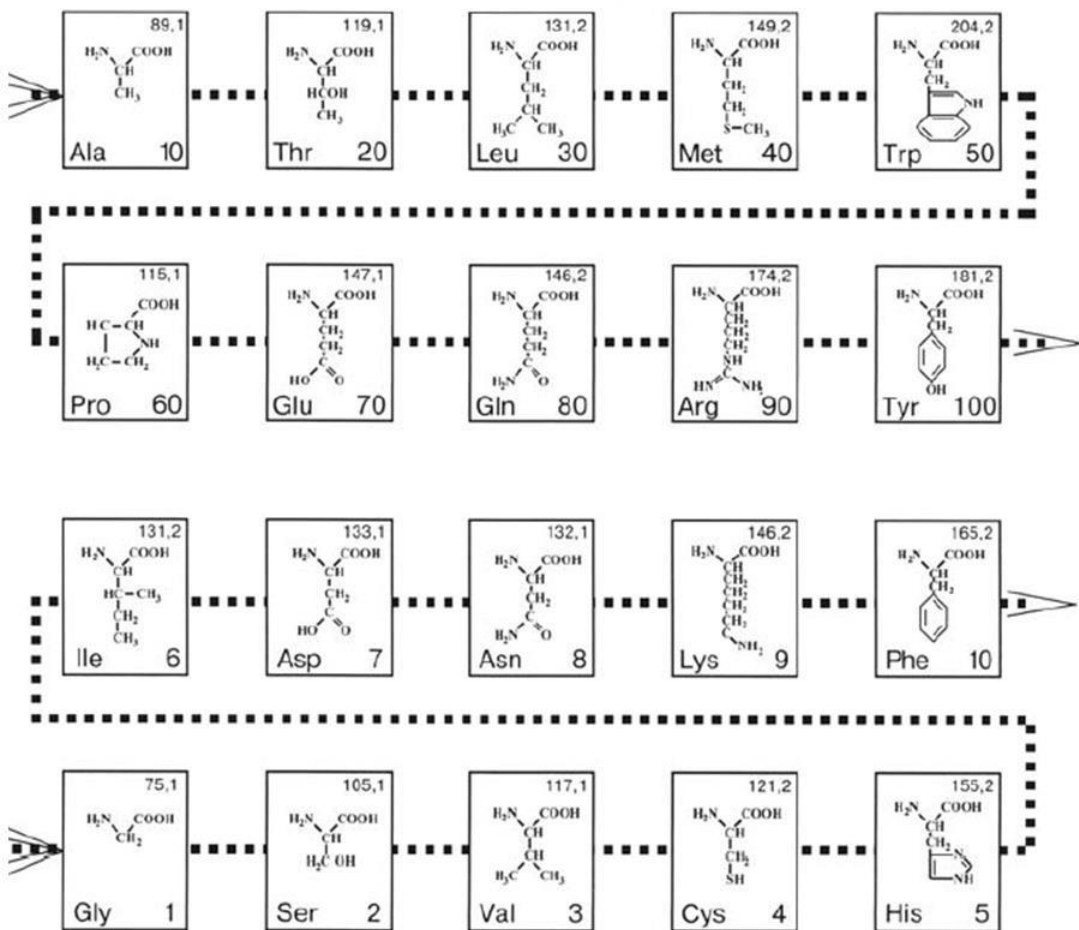 89,1
H₂N COOH
CH
CH₃
Ala 10
119,1
H₂N COOH
CH
HCOH
CH₃
Thr 20
131,2
H₂N COOH
CH
CH₂
CH
H₃C CH₃
Leu 30
149,2
H₂N COOH
CH
CH₂
CH₂
S—CH₃
Met 40
204,2
H₂N COOH
CH
CH₂
NH
Trp 50
115,1
COOH
H C CH
NH
H₂C CH₂
Pro 60
147,1
H₂N COOH
CH
CH₂
CH₂
C
HO O
Glu 70
146,2
H₂N COOH
CH
CH₂
CH₂
C
H₂N O
Gln 80
174,2
H₂N COOH
CH
CH₂
CH₂
CH₂
NH
C
HN NH₂
Arg 90
181,2
H₂N COOH
CH
CH₂
OH
Tyr 100
131,2
H₂N COOH
CH
HC—CH₃
CH₂
CH₃
Ile 6
133,1
H₂N COOH
CH
CH₂
C
HO O
Asp 7
132,1
H₂N COOH
CH
CH₂
C
H₂N O
Asn 8
146,2
H₂N COOH
CH
CH₂
CH₂
CH₂
C
NH₂
Lys 9
165,2
H₂N COOH
CH
CH₂
Phe 10
75,1
H₂N COOH
CH₂
Gly 1
105,1
H₂N COOH
CH
H₂C OH
Ser 2
117,1
H₂N COOH
CH
CH
H₃C CH₃
Val 3
121,2
H₂N COOH
CH
CH₂
SH
Cys 4
155,2
H₂N COOH
CH
CH₂
N
NH
His 5